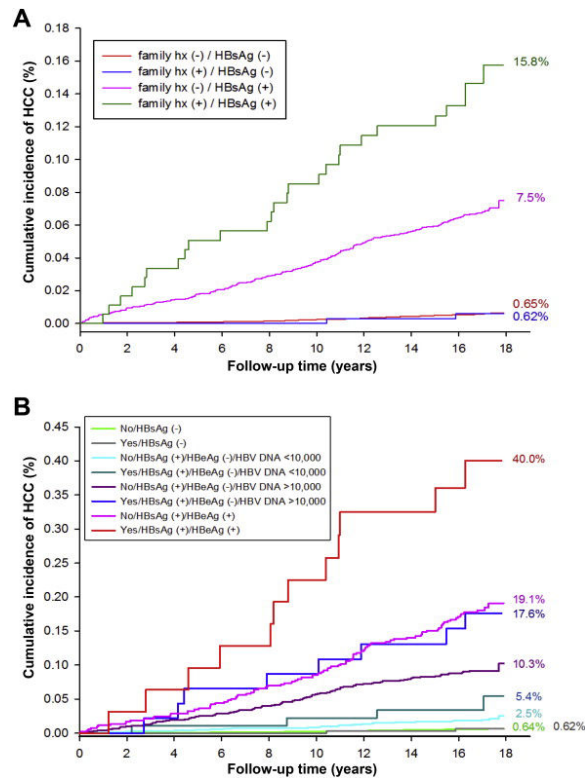 A
Cumulative incidence of HCC (%)
0.18
0.16
0.14
0.12
0.10
0.08
0.06
0.04
0.02
0.00
family hx (-) / HBsAg (-)
family hx (+) / HBsAg (-)
family hx (-) / HBsAg (+)
family hx (+) / HBsAg (+)
15.8%
7.5%
0.65%
0.62%
0 2 4 6 8 10 12 14 16 18
Follow-up time (years)
B
Cumulative incidence of HCC (%)
0.45
0.40
0.35
0.30
0.25
0.20
0.15
0.10
0.05
0.00
No/HBsAg (-)
Yes/HBsAg (-)
No/HBsAg (+)/HBeAg (-)/HBV DNA <10,000
Yes/HBsAg (+)/HBeAg (-)/HBV DNA <10,000
No/HBsAg (+)/HBeAg (-)/HBV DNA >10,000
Yes/HBsAg (+)/HBeAg (-)/HBV DNA >10,000
No/HBsAg (+)/HBeAg (+)
Yes/HBsAg (+)/HBeAg (+)
40.0%
19.1%
17.6%
10.3%
5.4%
2.5%
0.64% 0.62%
0 2 4 6 8 10 12 14 16 18
Follow-up time (years)